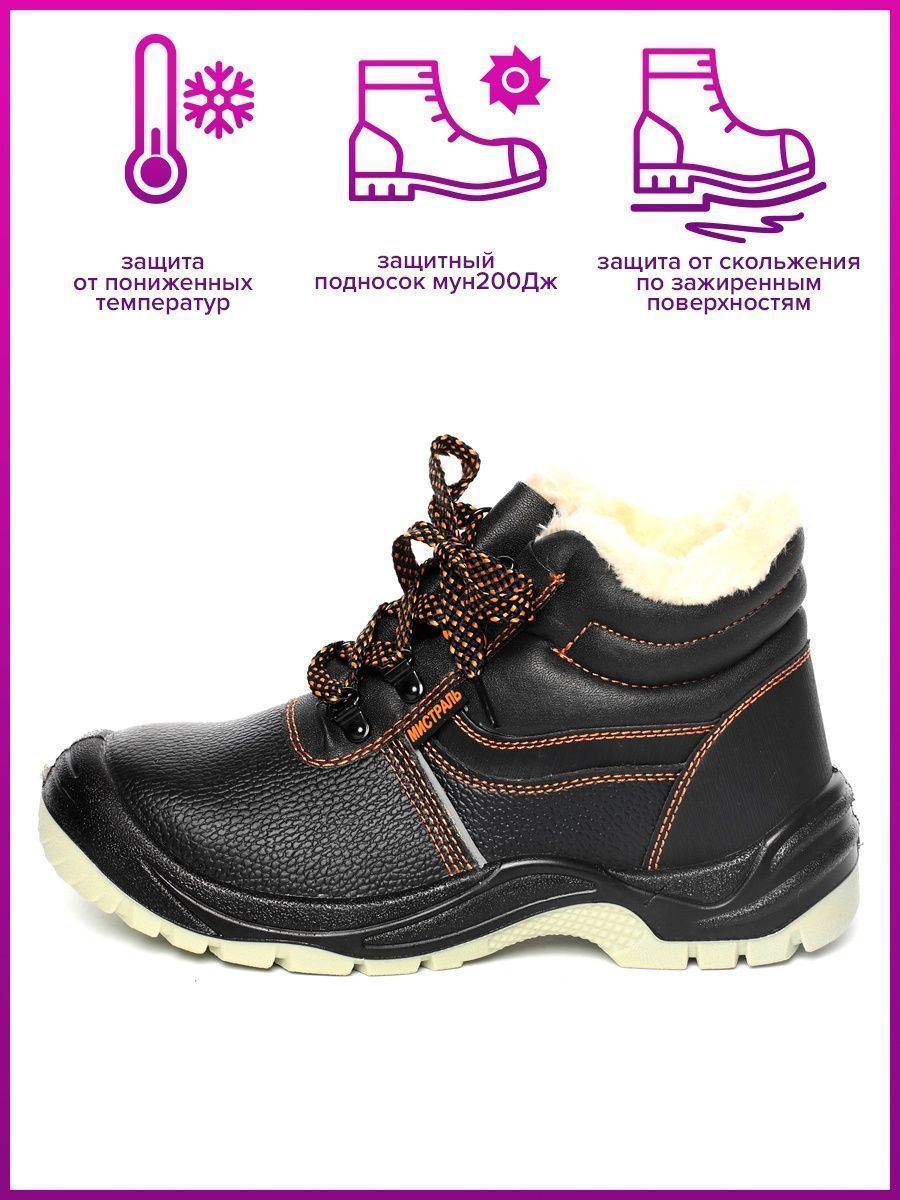 защита
от пониженных
температур
защитный
подносок мун200Дж
защита от скольжения
по зажиренным
поверхностям
МИСТРАЛЬ